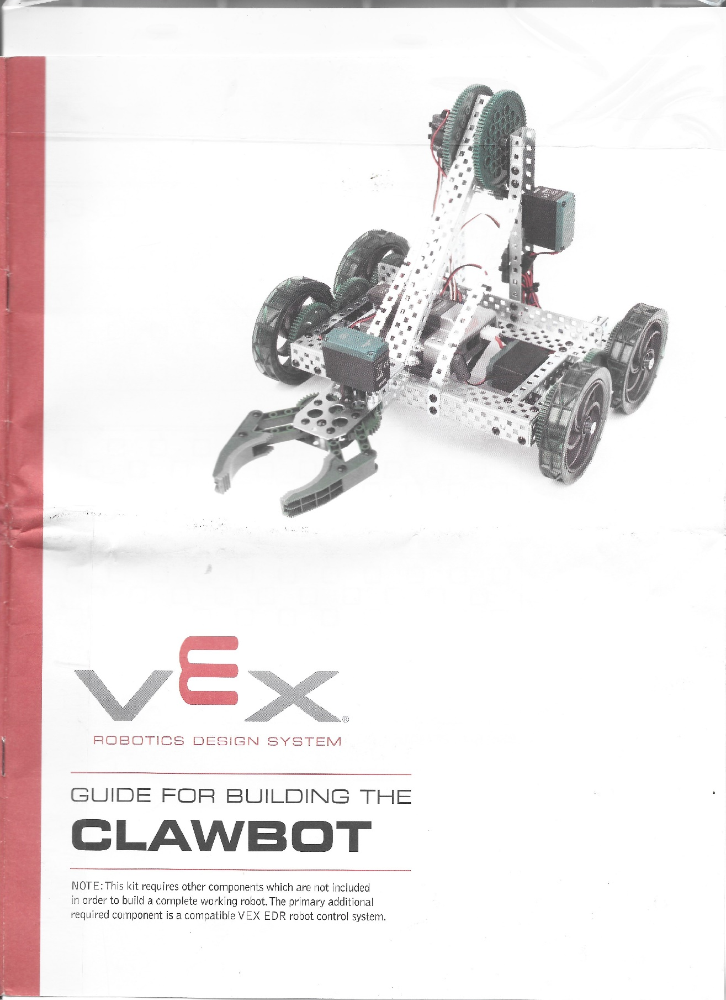 VEX®
ROBOTICS DESIGN SYSTEM
GUIDE FOR BUILDING THE
CLAWBOT
NOTE: This kit requires other components which are not included
in order to build a complete working robot. The primary additional
required component is a compatible VEX EDR robot control system.